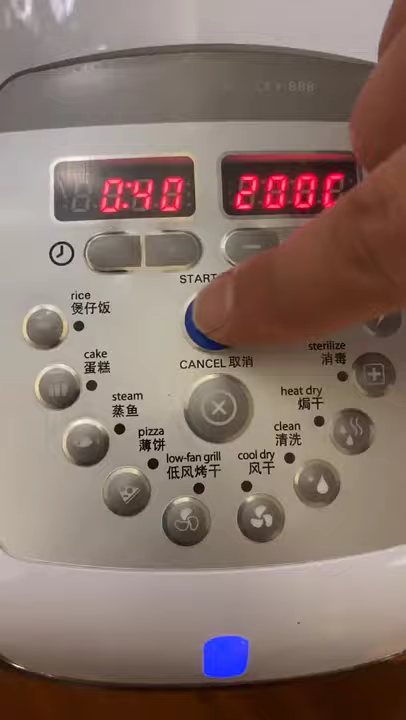 0:40 200C
START
rice
煲仔饭
cake
蛋糕
steam
蒸鱼
pizza
薄饼
low-fan grill
低风烤干
cool dry
风干
clean
清洗
heat dry
焗干
sterilize
消毒
CANCEL 取消